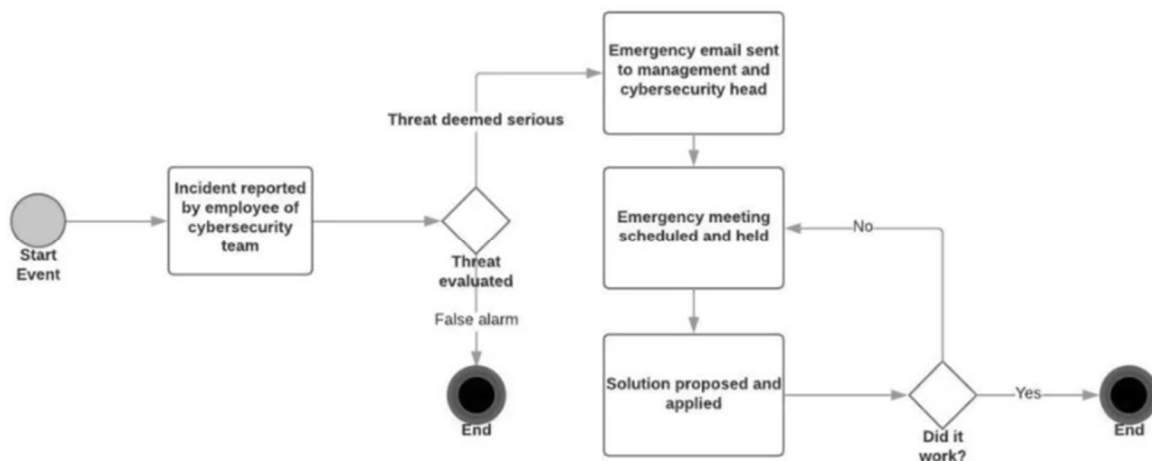 Start
Event
Incident reported
by employee of
cybersecurity
team
Threat
evaluated
Threat deemed serious
False alarm
End
Emergency email sent
to management and
cybersecurity head
Emergency meeting
scheduled and held
Solution proposed and
applied
Did it
work?
No
Yes
End